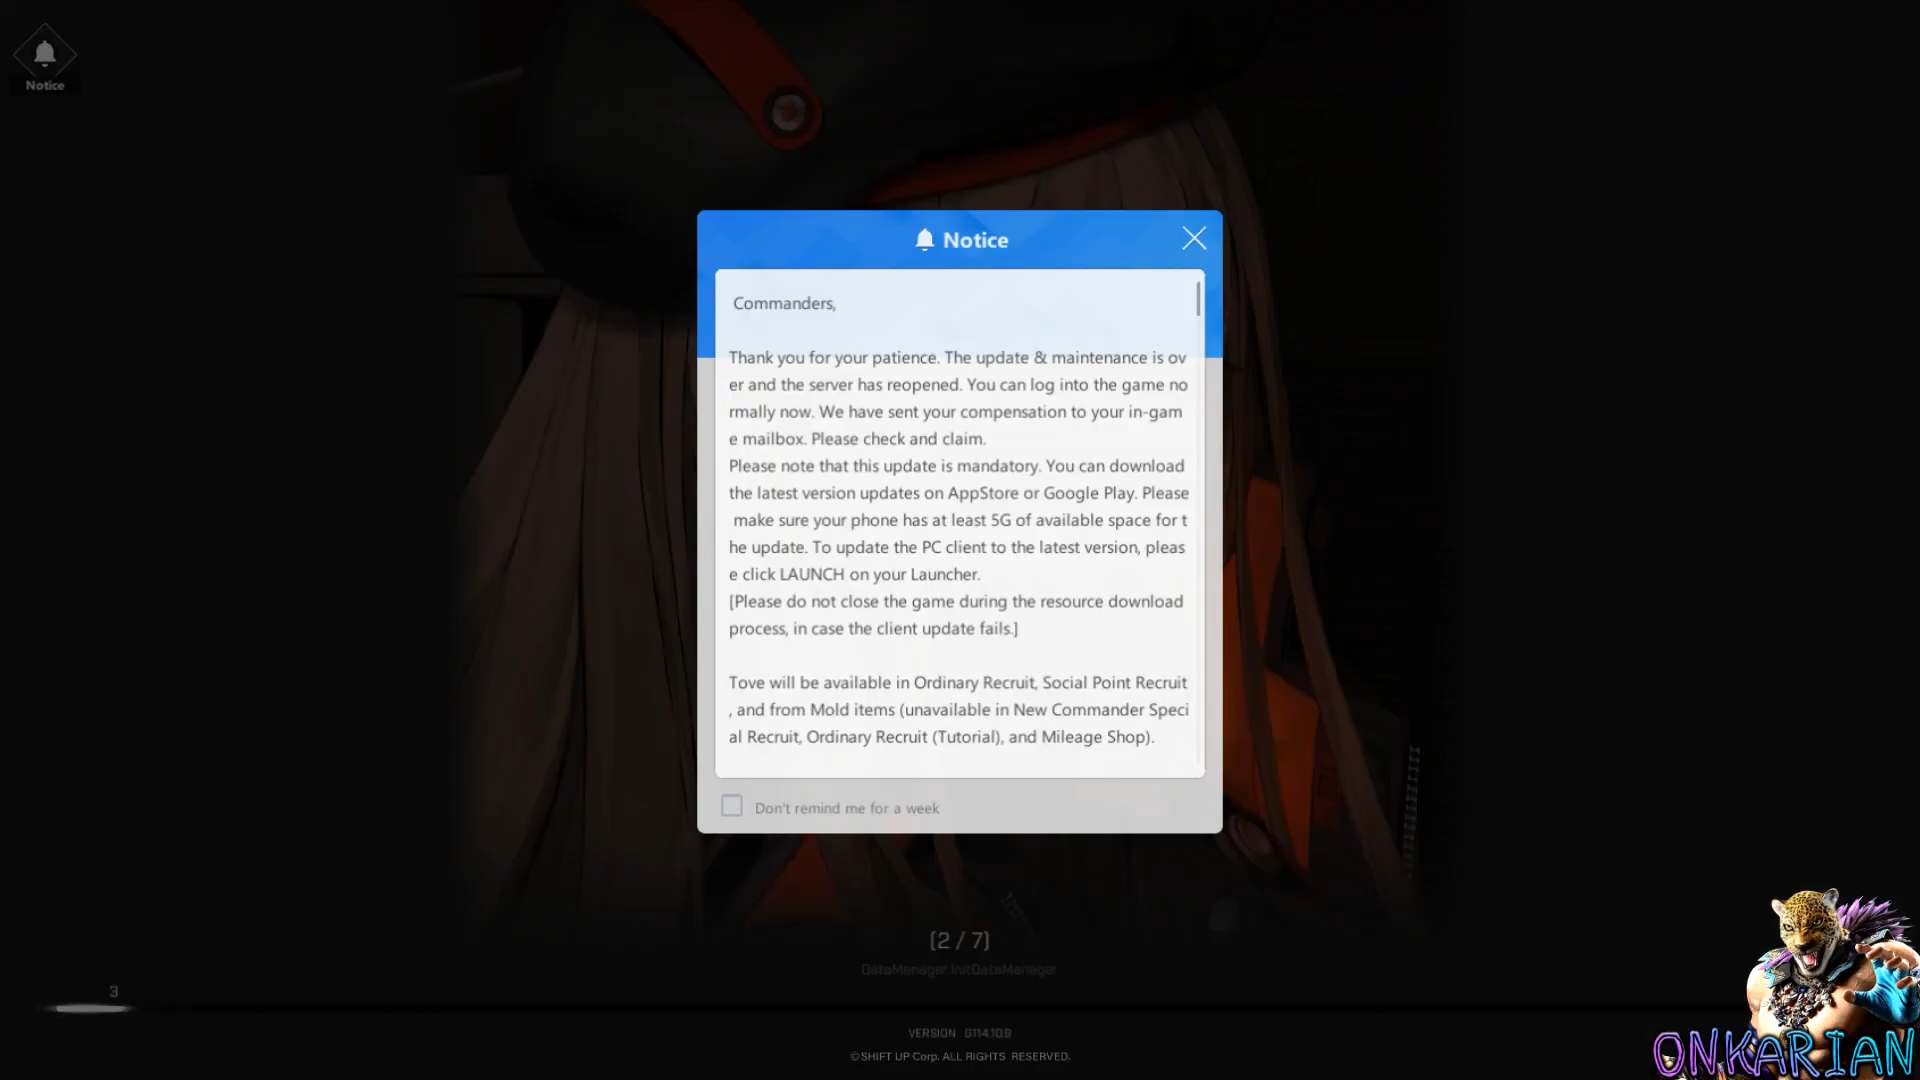 Notice
Notice
Commanders,
Thank you for your patience. The update & maintenance is ov
er and the server has reopened. You can log into the game no
rmally now. We have sent your compensation to your in-gam
e mailbox. Please check and claim.
Please note that this update is mandatory. You can download
the latest version updates on AppStore or Google Play. Please
make sure your phone has at least 5G of available space for t
he update. To update the PC client to the latest version, pleas
e click LAUNCH on your Launcher.
[Please do not close the game during the resource download
process, in case the client update fails.]
Tove will be available in Ordinary Recruit, Social Point Recruit
, and from Mold items (unavailable in New Commander Speci
al Recruit, Ordinary Recruit (Tutorial), and Mileage Shop).
Don't remind me for a week
(2 / 7)
DataManager.InitDataManager
3
VERSION G114.10.9
©SHIFT UP Corp. ALL RIGHTS RESERVED.
ONKARIAN